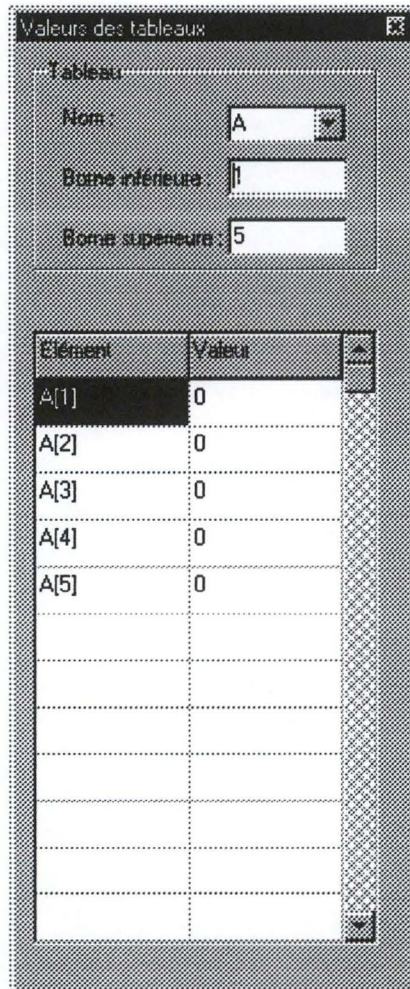 Valeurs des tableaux
Tableau
Nom : A
Borne inférieure : 1
Borne supérieure : 5
Elément Valeur
A[1] 0
A[2] 0
A[3] 0
A[4] 0
A[5] 0